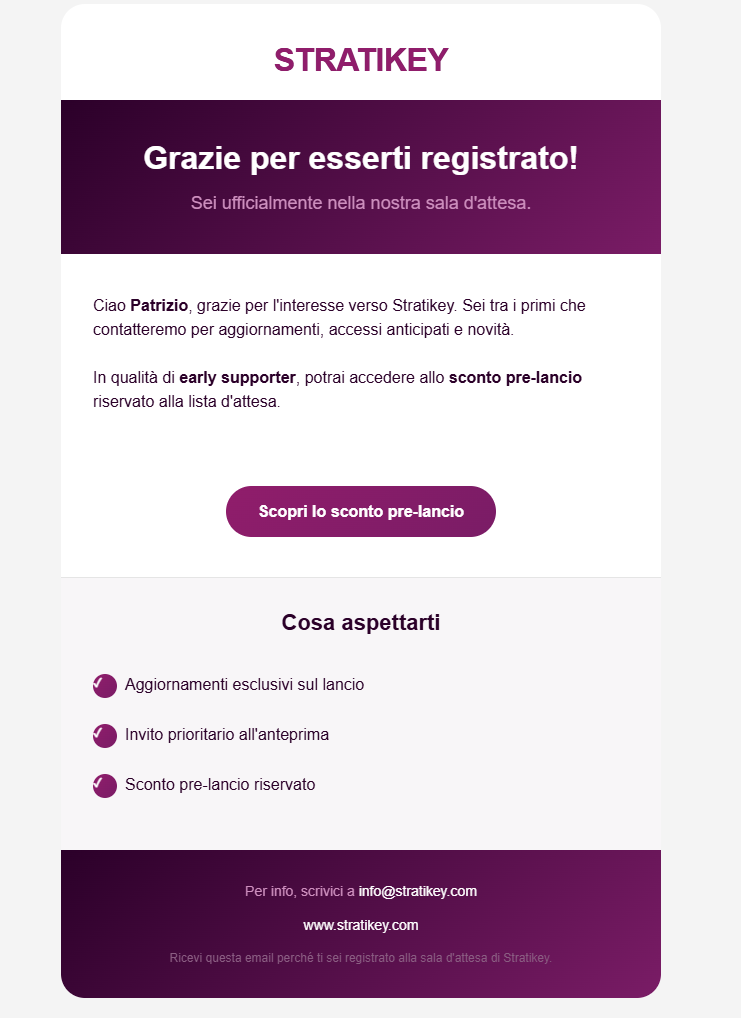 STRATIKEY
Grazie per esserti registrato!
Sei ufficialmente nella nostra sala d'attesa.
Ciao Patrizio, grazie per l'interesse verso Stratikey. Sei tra i primi che
contatteremo per aggiornamenti, accessi anticipati e novità.
In qualità di early supporter, potrai accedere allo sconto pre-lancio
riservato alla lista d'attesa.
Scopri lo sconto pre-lancio
Cosa aspettarti
✓ Aggiornamenti esclusivi sul lancio
✓ Invito prioritario all'anteprima
✓ Sconto pre-lancio riservato
Per info, scrivici a info@stratikey.com
www.stratikey.com
Ricevi questa email perché ti sei registrato alla sala d'attesa di Stratikey.